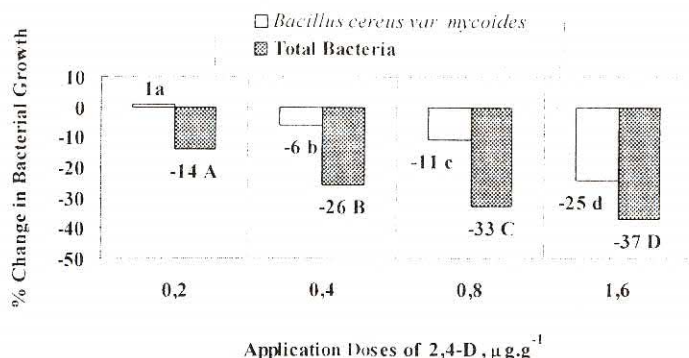 Bacillus cereus var mycoides
Total Bacteria
% Change in Bacterial Growth
10
0
-10
-20
-30
-40
-50
1a
-14 A
-6 b
-26 B
-11 c
-33 C
-25 d
-37 D
0,2 0,4 0,8 1,6
Application Doses of 2,4-D , µg.g⁻¹